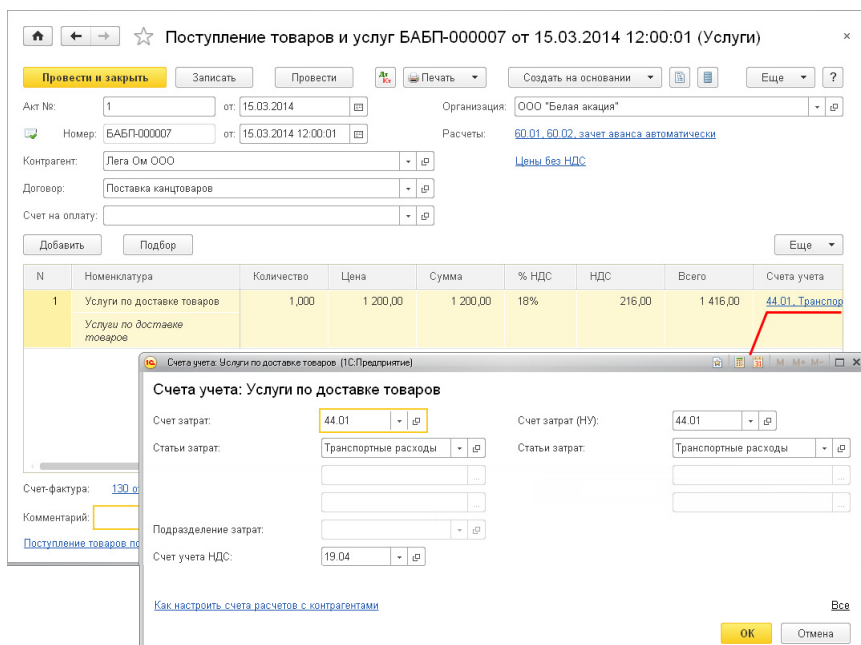 Поступление товаров и услуг БАБП-000007 от 15.03.2014 12:00:01 (Услуги)
Провести и закрыть Записать Провести Дт Кт Печать Создать на основании Еще ?
Акт №: 1 от: 15.03.2014 Организация: ООО "Белая акация"
Номер: БАБП-000007 от: 15.03.2014 12:00:01 Расчеты: 60.01, 60.02, зачет аванса автоматически
Контрагент: Лега Ом ООО Цены без НДС
Договор: Поставка канцтоваров
Счет на оплату:
Добавить Подбор Еще
N Номенклатура Количество Цена Сумма % НДС НДС Всего Счета учета
1 Услуги по доставке товаров 1,000 1 200,00 1 200,00 18% 216,00 1 416,00 44.01, Транспор
Услуги по доставке
товаров
Счета учета: Услуги по доставке товаров (1С:Предприятие) M M+ M-
Счета учета: Услуги по доставке товаров
Счет затрат: 44.01 Счет затрат (НУ): 44.01
Статьи затрат: Транспортные расходы Статьи затрат: Транспортные расходы
Счет-фактура: 130 о
Комментарий:
Подразделение затрат:
Поступление товаров по
Счет учета НДС: 19.04
Как настроить счета расчетов с контрагентами Все
ОК Отмена